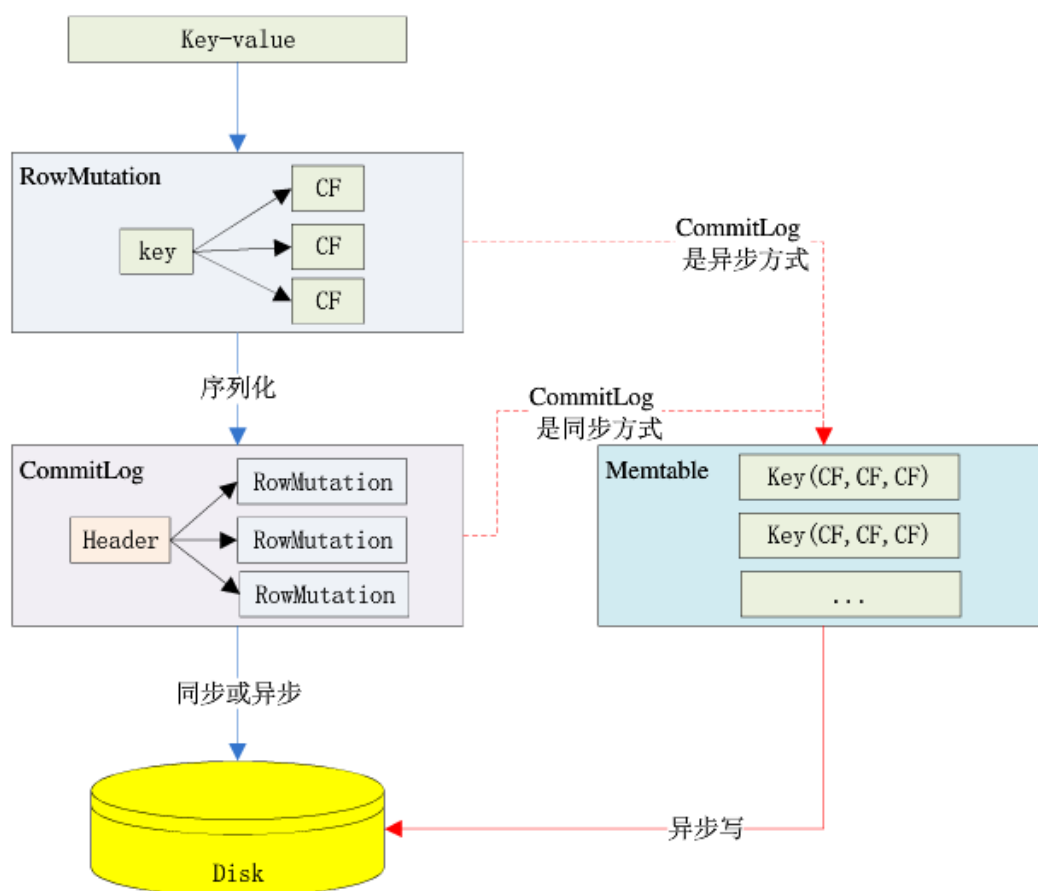 Key-value
RowMutation
CF
key
CF
CF
CommitLog
是异步方式
序列化
CommitLog
是同步方式
CommitLog
RowMutation
Header
RowMutation
RowMutation
Memtable
Key(CF,CF,CF)
Key(CF,CF,CF)
...
同步或异步
异步写
Disk